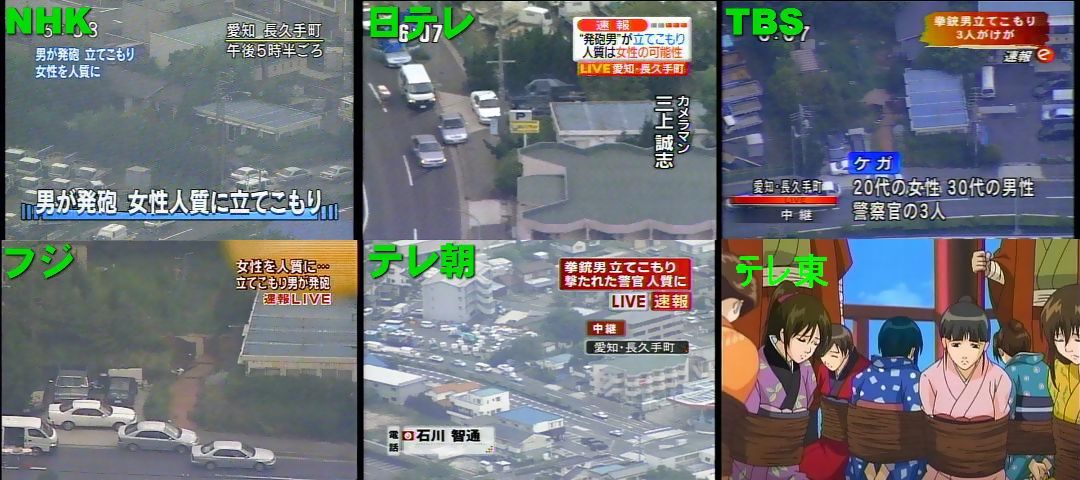 NHK
愛知 長久手町
午後5時半ごろ
男が発砲 立てこもり
女性を人質に
男が発砲 女性人質に立てこもり
日テレ
6:07
速報
"発砲男"が立てこもり
人質は女性の可能性
LIVE 愛知・長久手町
P
カメラマン
三上誠志
TBS
拳銃男立てこもり
3人がけが
速報
ケガ
20代の女性 30代の男性
警察官の3人
愛知・長久手町
LIVE
中継
フジ
女性を人質に…
立てこもり男が発砲
速報LIVE
テレ朝
拳銃男立てこもり
撃たれた警官人質に
LIVE 速報
中継
愛知・長久手町
電話
石川 智通
テレ東